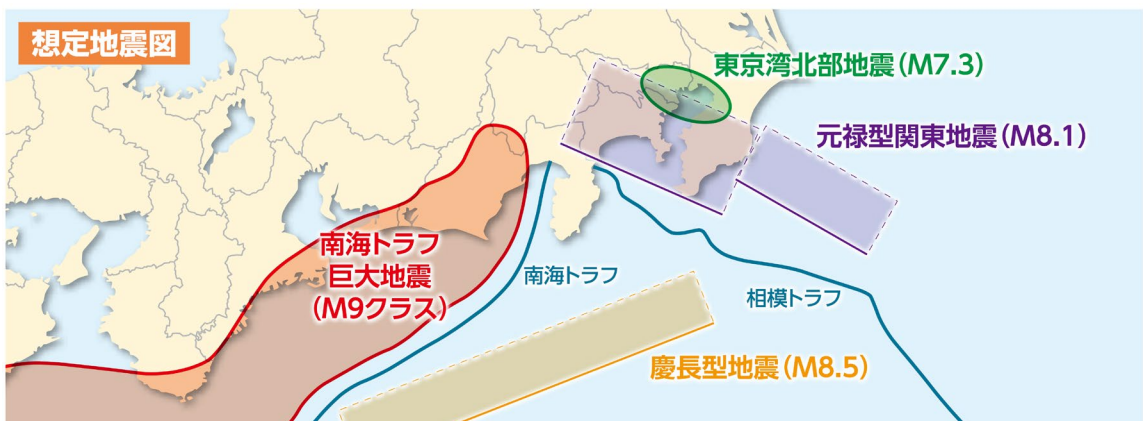 想定地震図
東京湾北部地震(M7.3)
元禄型関東地震(M8.1)
南海トラフ
巨大地震
(M9クラス)
南海トラフ
相模トラフ
慶長型地震(M8.5)